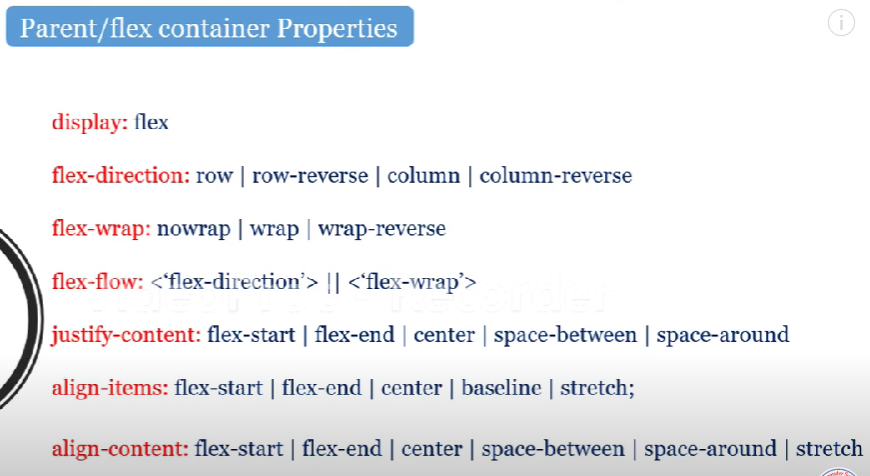 Parent/flex container Properties
display: flex
flex-direction: row | row-reverse | column | column-reverse
flex-wrap: nowrap | wrap | wrap-reverse
flex-flow: <‘flex-direction’> || <‘flex-wrap’>
justify-content: flex-start | flex-end | center | space-between | space-around
align-items: flex-start | flex-end | center | baseline | stretch;
align-content: flex-start | flex-end | center | space-between | space-around | stretch